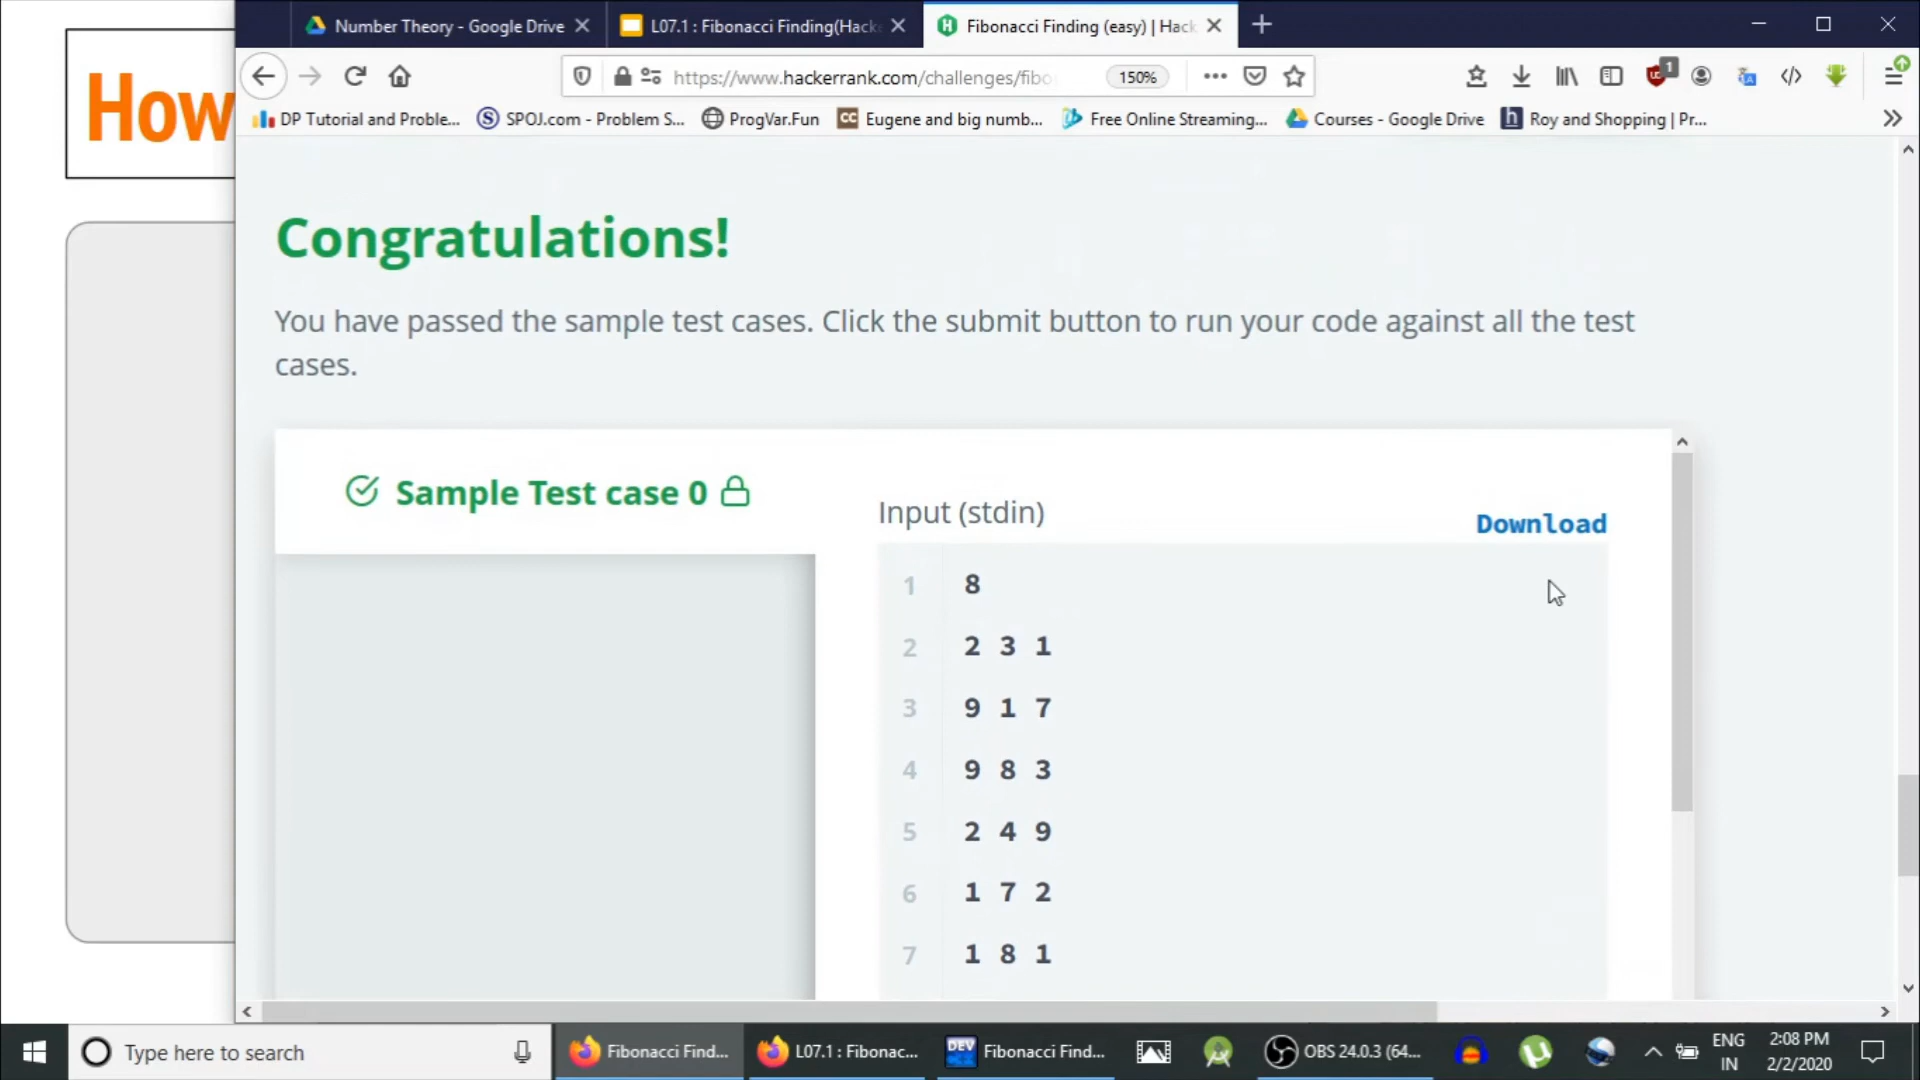 Number Theory - Google Drive
L07.1 : Fibonacci Finding(Hack
Fibonacci Finding (easy) | Hack
How
https://www.hackerrank.com/challenges/fibo
150%
1
DP Tutorial and Proble...
SPOJ.com - Problem S...
ProgVar.Fun
CC
Eugene and big numb...
Free Online Streaming...
Courses - Google Drive
h
Roy and Shopping | Pr...
Congratulations!
You have passed the sample test cases. Click the submit button to run your code against all the test
cases.
Sample Test case 0
Input (stdin)
Download
1 8
2 2 3 1
3 9 1 7
4 9 8 3
5 2 4 9
6 1 7 2
7 1 8 1
Type here to search
Fibonacci Find...
L07.1 : Fibonac...
DEV
Fibonacci Find...
OBS 24.0.3 (64...
ENG
IN
2:08 PM
2/2/2020